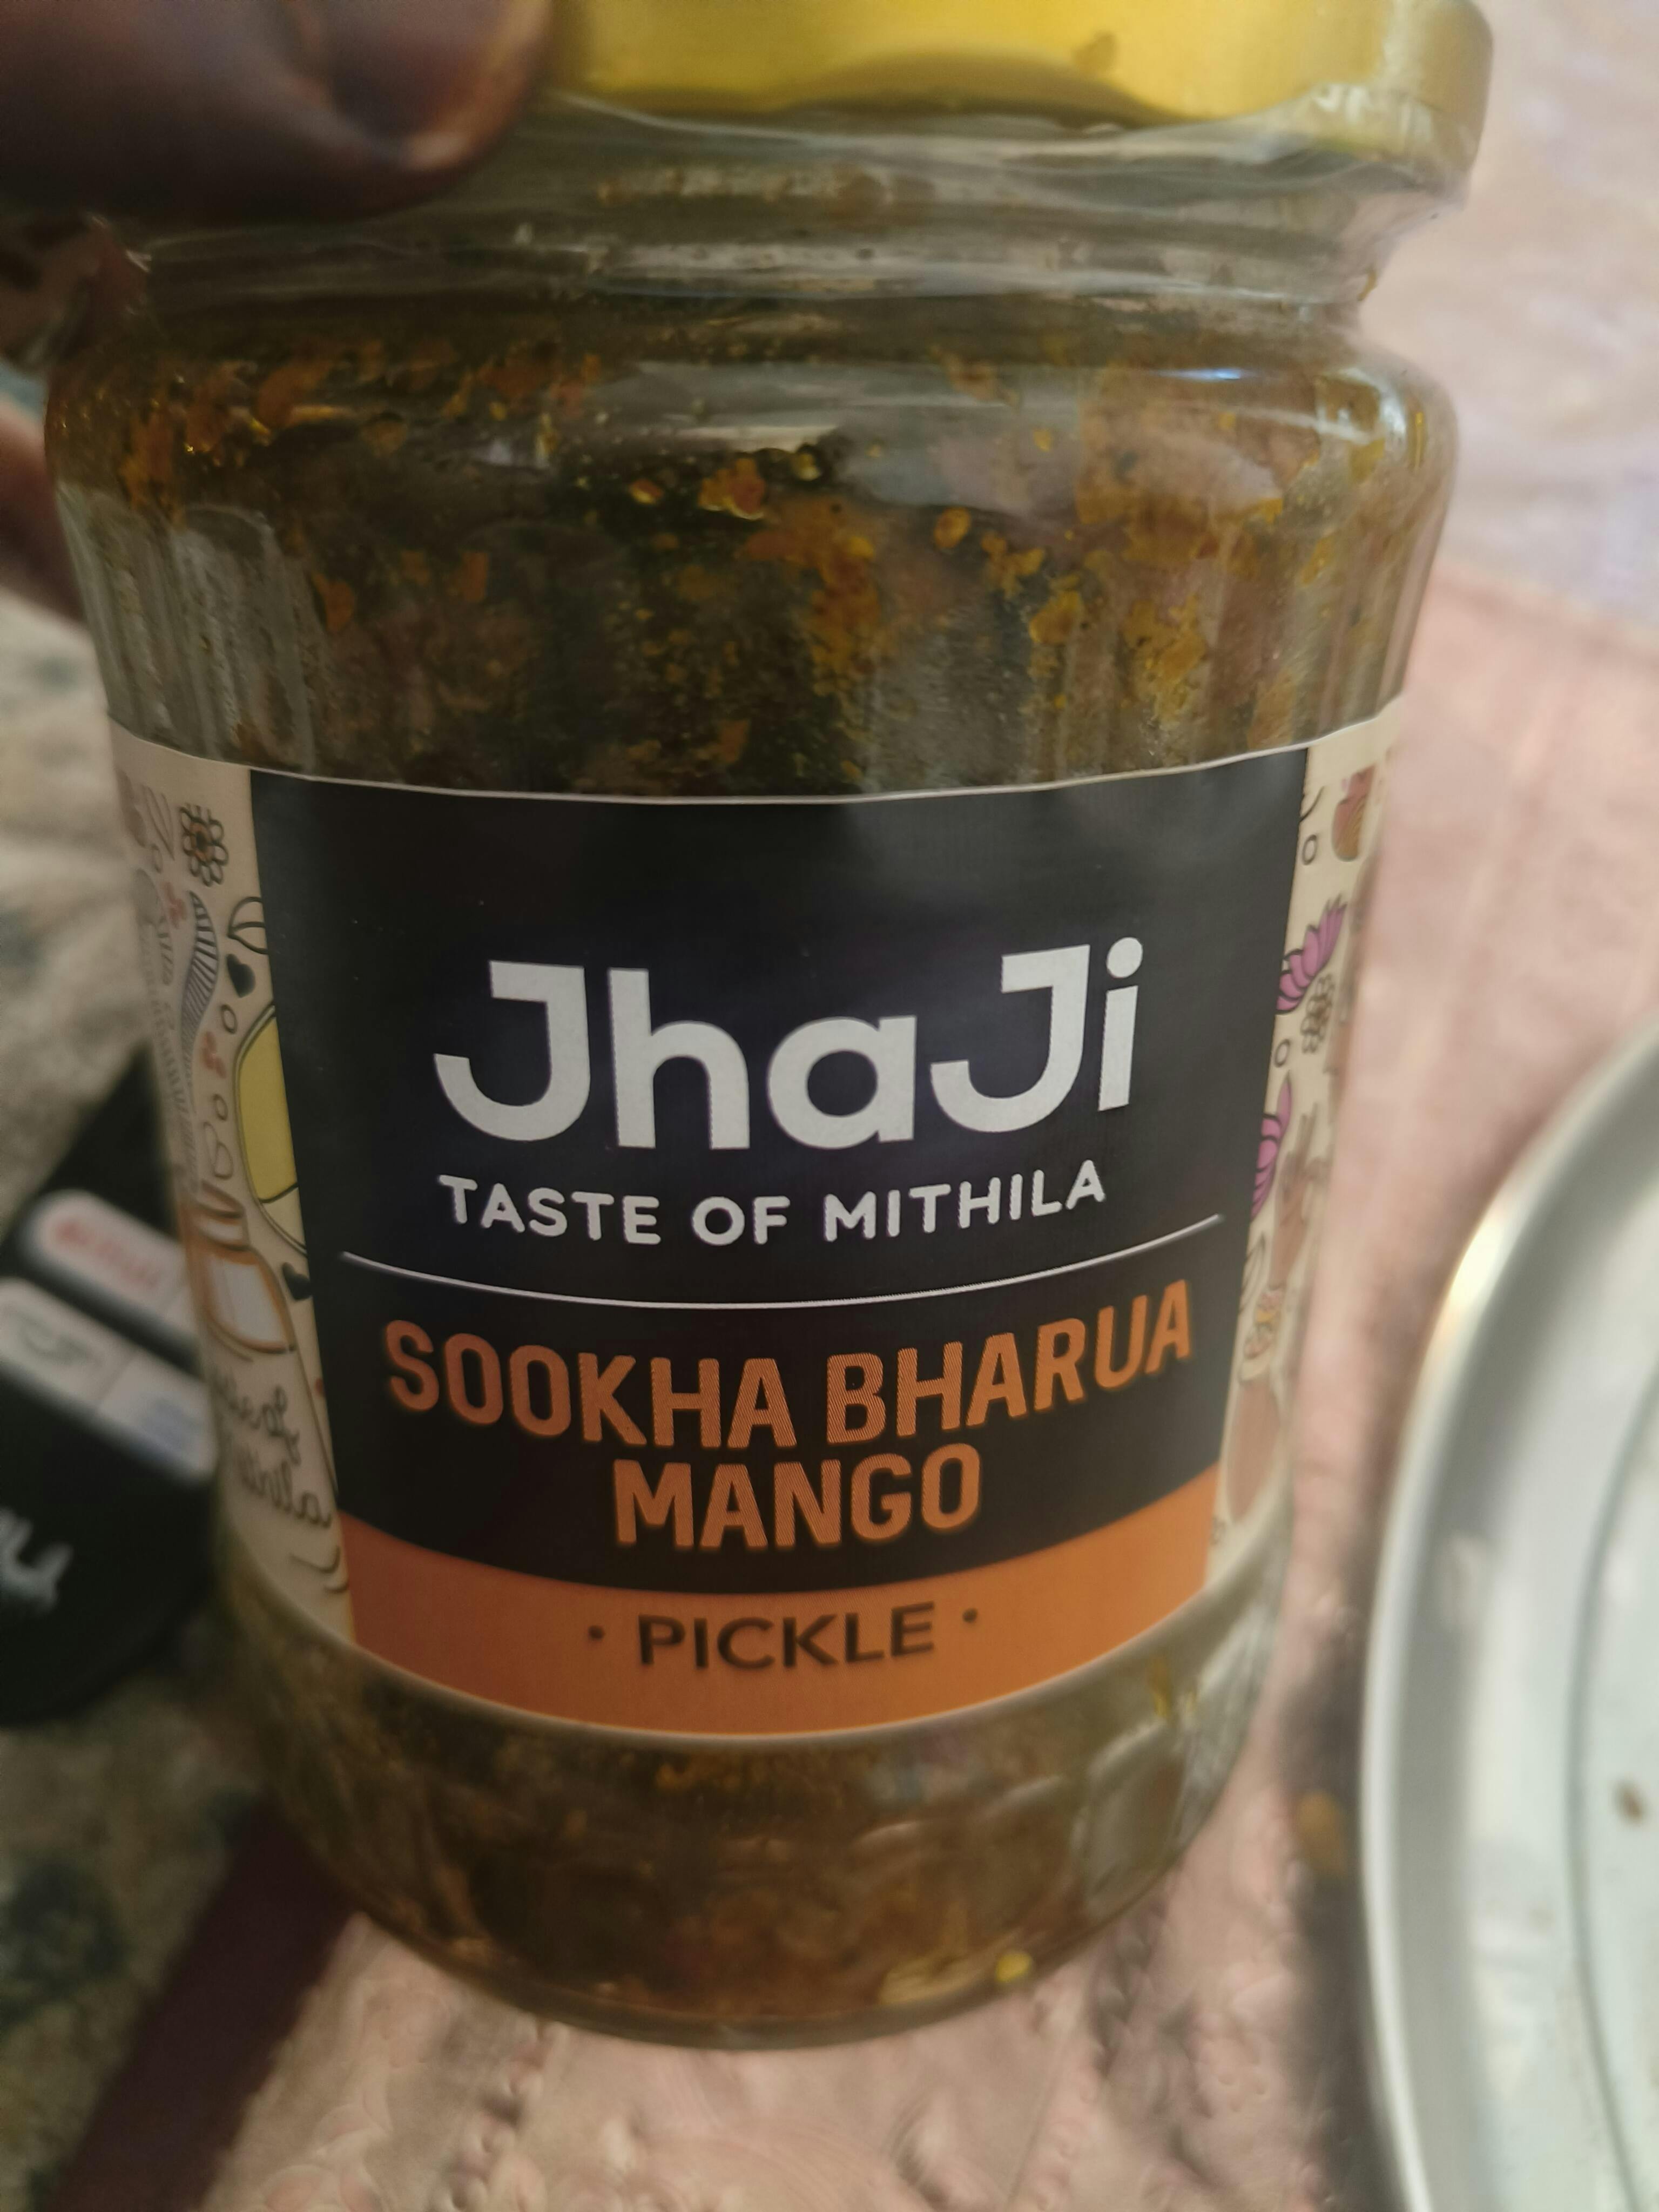 JhaJi
TASTE OF MITHILA
SOOKHA BHARUA
MANGO
• PICKLE •